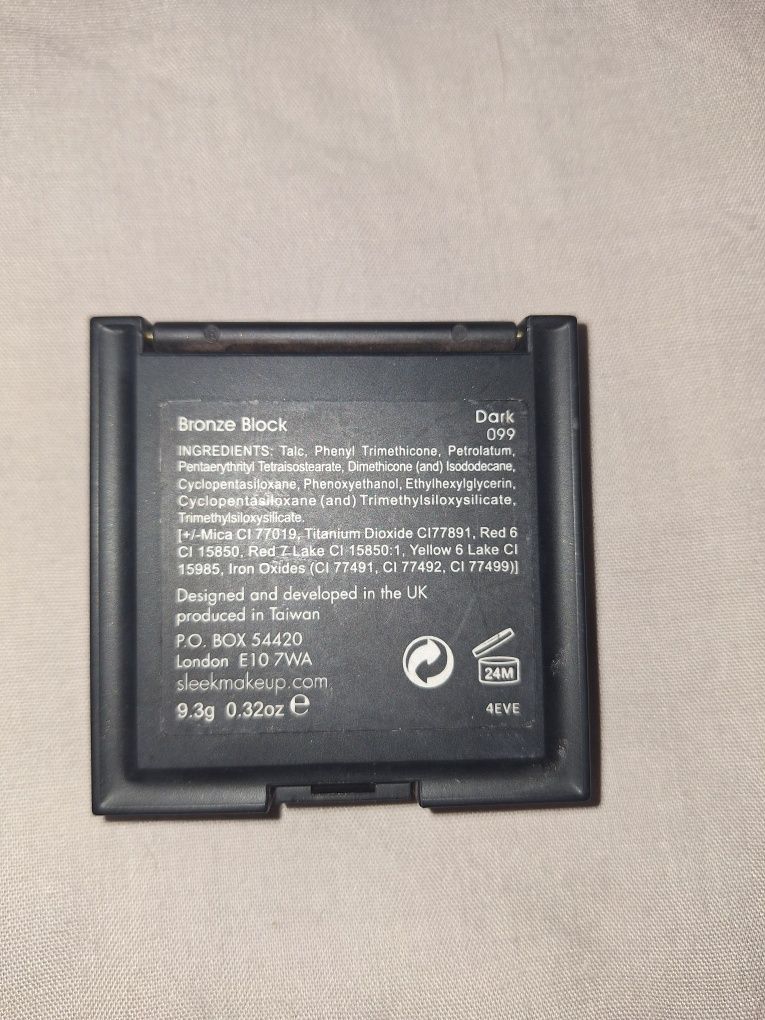 Bronze Block Dark
099
INGREDIENTS: Talc, Phenyl Trimethicone, Petrolatum,
Pentaerythrityl Tetraisostearate, Dimethicone (and) Isododecane,
Cyclopentasiloxane, Phenoxyethanol, Ethylhexylglycerin,
Cyclopentasiloxane (and) Trimethylsiloxysilicate,
Trimethylsiloxysilicate.
[+/-Mica CI 77019, Titanium Dioxide CI77891, Red 6
CI 15850, Red 7 Lake CI 15850:1, Yellow 6 Lake CI
15985, Iron Oxides (CI 77491, CI 77492, CI 77499)]
Designed and developed in the UK
produced in Taiwan
P.O. BOX 54420
London E10 7WA
sleekmakeup.com
9.3g 0.32oz e
24M
4EVE